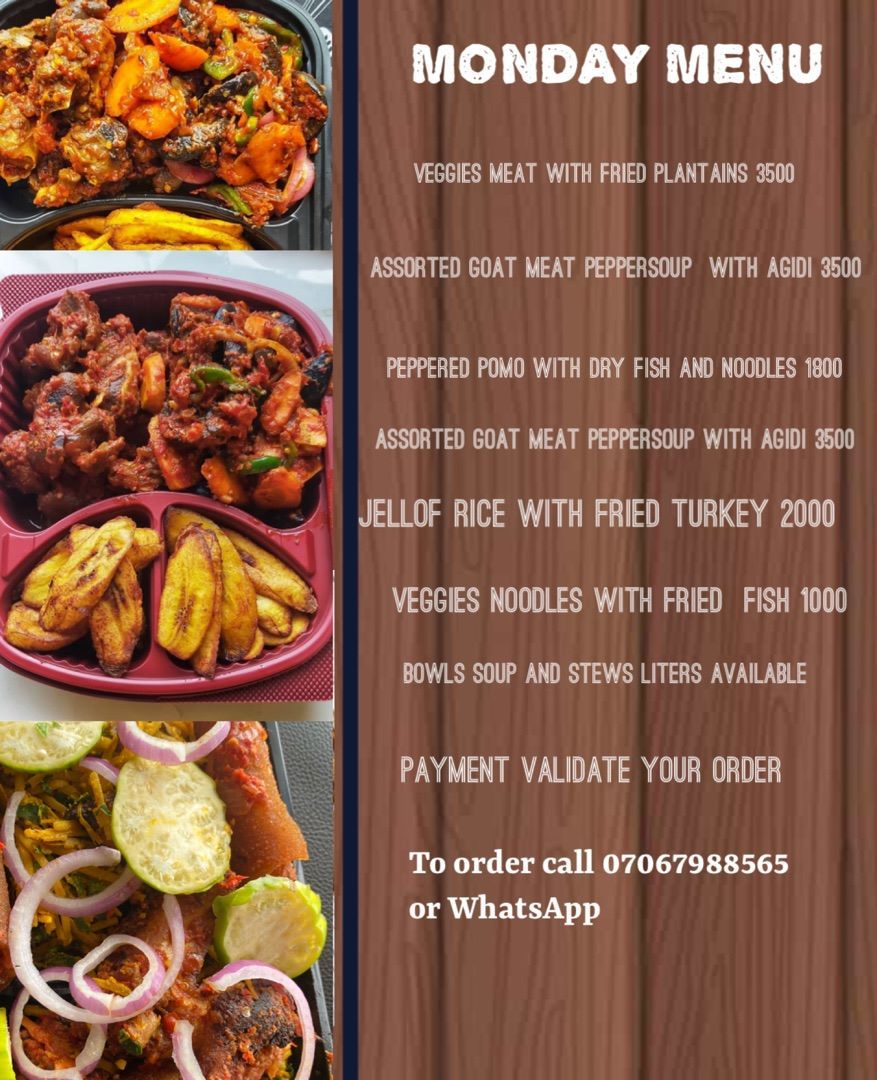 MONDAY MENU
VEGGIES MEAT WITH FRIED PLANTAINS 3500
ASSORTED GOAT MEAT PEPPERSOUP WITH AGIDI 3500
PEPPERED POMO WITH DRY FISH AND NOODLES 1800
ASSORTED GOAT MEAT PEPPERSOUP WITH AGIDI 3500
JELLOF RICE WITH FRIED TURKEY 2000
VEGGIES NOODLES WITH FRIED FISH 1000
BOWLS SOUP AND STEWS LITERS AVAILABLE
PAYMENT VALIDATE YOUR ORDER
To order call 07067988565
or WhatsApp